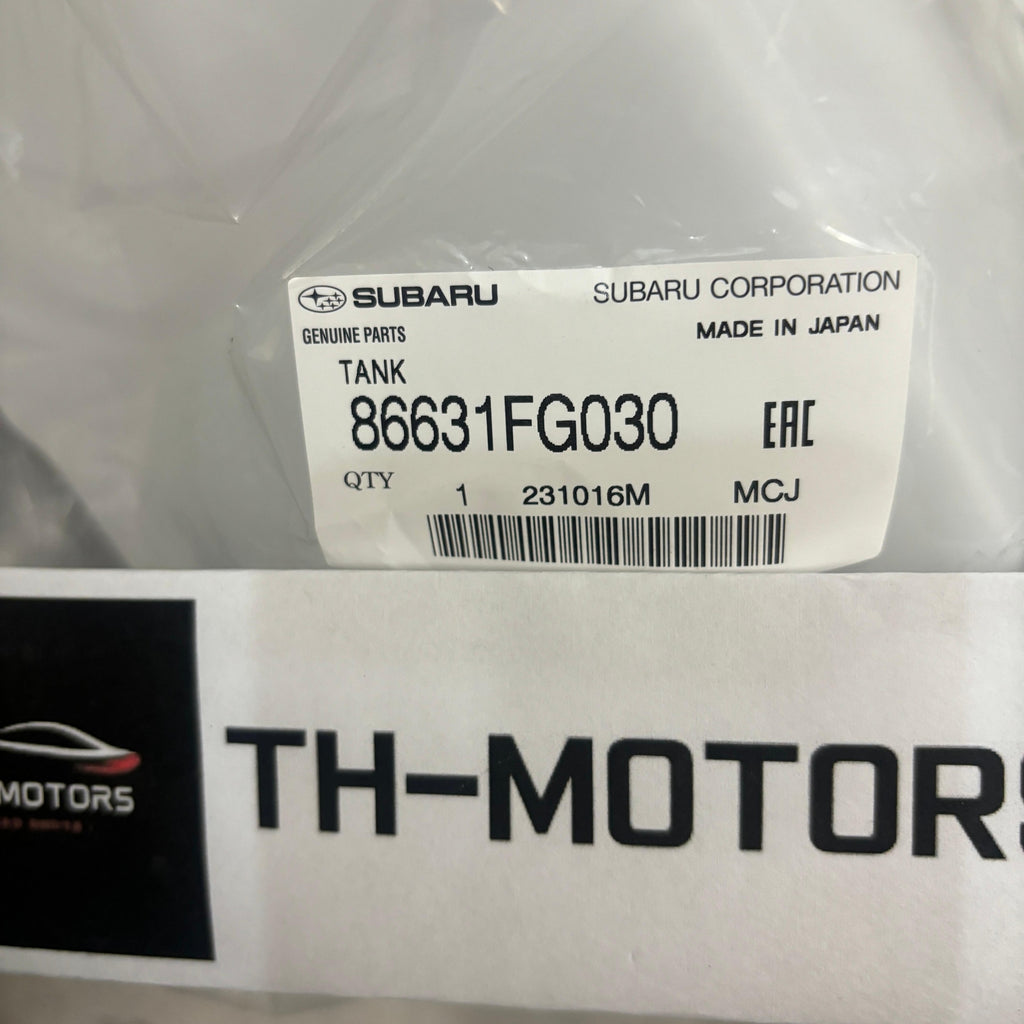 SUBARU SUBARU CORPORATION
GENUINE PARTS MADE IN JAPAN
TANK
86631FG030 EAC
QTY 1 231016M MCJ
TH-MOTORS
MOTORS